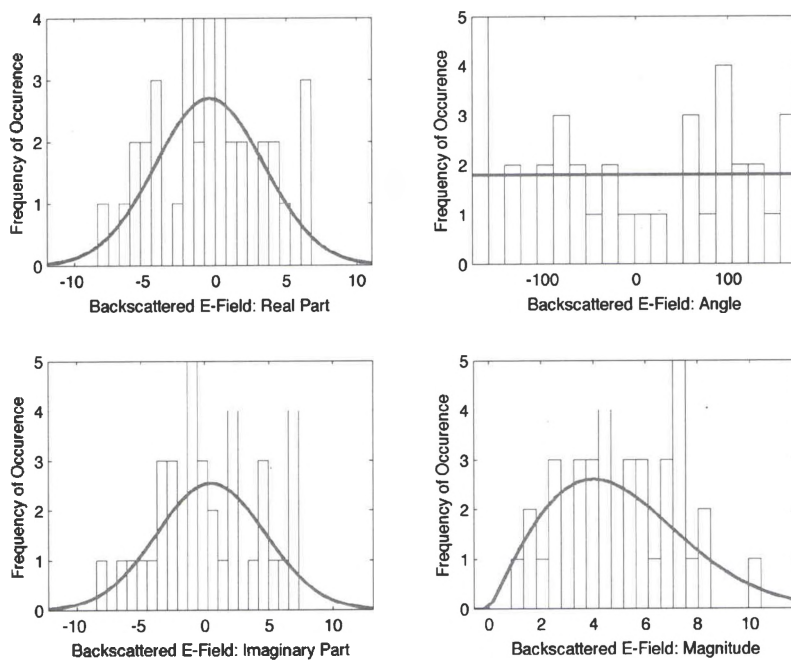 4
3
2
1
0
Frequency of Occurence
-10 -5 0 5 10
Backscattered E-Field: Real Part
5
4
3
2
1
0
Frequency of Occurence
-100 0 100
Backscattered E-Field: Angle
5
4
3
2
1
0
Frequency of Occurence
-10 -5 0 5 10
Backscattered E-Field: Imaginary Part
5
4
3
2
1
0
Frequency of Occurence
0 2 4 6 8 10
Backscattered E-Field: Magnitude